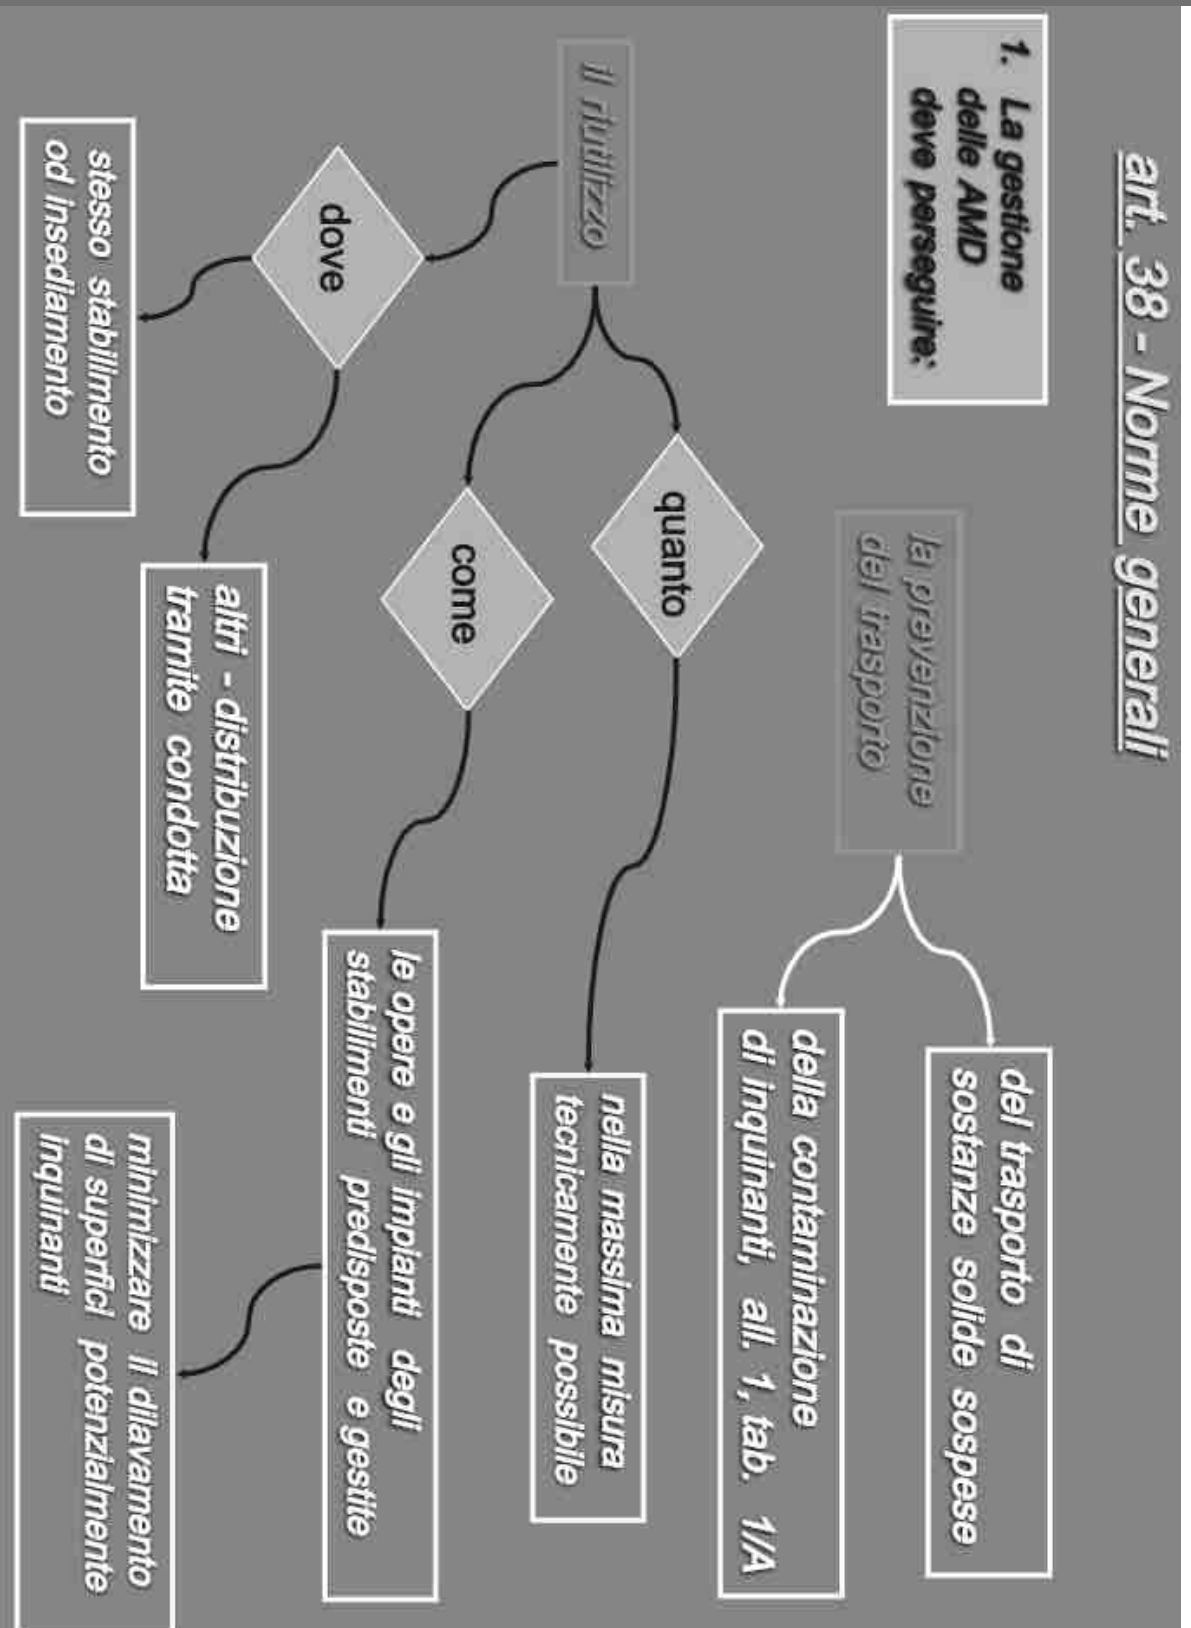 art. 38 - Norme generali
1. La gestione
delle AMD
deve perseguire:
la prevenzione
del trasporto
del trasporto di
sostanze solide sospese
della contaminazione
di inquinanti, all. 1, tab. 1/A
il riutilizzo
quanto
nella massima misura
tecnicamente possibile
come
le opere e gli impianti degli
stabilimenti predisposte e gestite
minimizzare il dilavamento
di superfici potenzialmente
inquinanti
dove
stesso stabilimento
od insediamento
altri - distribuzione
tramite condotta